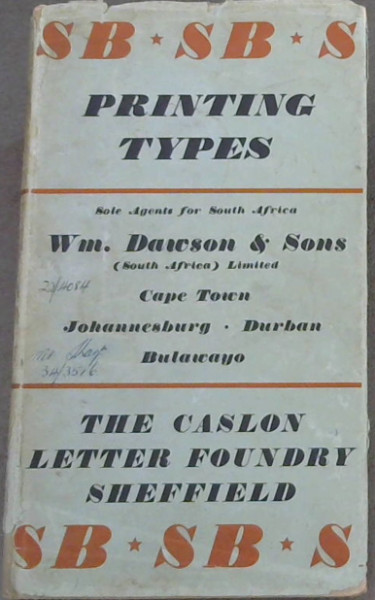 SB ★ SB ★ S
PRINTING
TYPES
Sole Agents for South Africa
Wm. Dawson & Sons
(South Africa) Limited
Cape Town
Johannesburg · Durban
Bulawayo
THE CASLON
LETTER FOUNDRY
SHEFFIELD
SB ★ SB ★ S